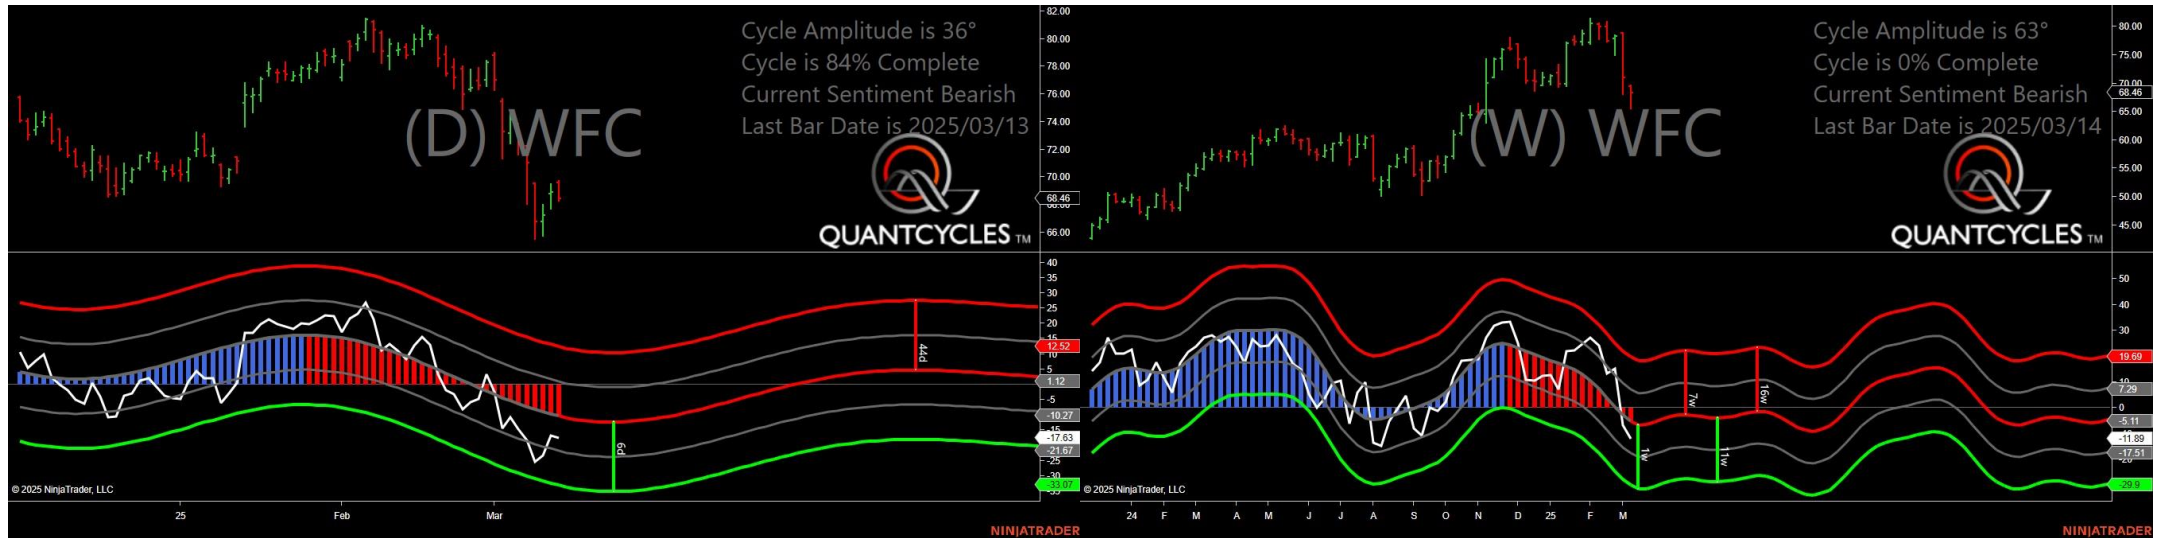 Cycle Amplitude is 36°
Cycle is 84% Complete
Current Sentiment Bearish
Last Bar Date is 2025/03/13
(D) WFC
QUANTCYCLES TM
82.00
80.00
78.00
76.00
74.00
72.00
70.00
68.46
66.00
40
35
30
25
20
15
12.52
10
5
1.12
-5
-10.27
-15
-17.63
-21.67
-25
-30
-33.07
-35
44d
6d
© 2025 NinjaTrader, LLC
25
Feb
Mar
NINJATRADER
Cycle Amplitude is 63°
Cycle is 0% Complete
Current Sentiment Bearish
Last Bar Date is 2025/03/14
(W) WFC
QUANTCYCLES TM
80.00
75.00
70.00
68.46
65.00
60.00
55.00
50.00
45.00
50
40
30
19.69
10
7.29
0
-5.11
-11.89
-17.51
-20
-29.9
7w
16w
1w
11w
© 2025 NinjaTrader, LLC
24 F M A M J J A S O N D 25 F M
NINJATRADER